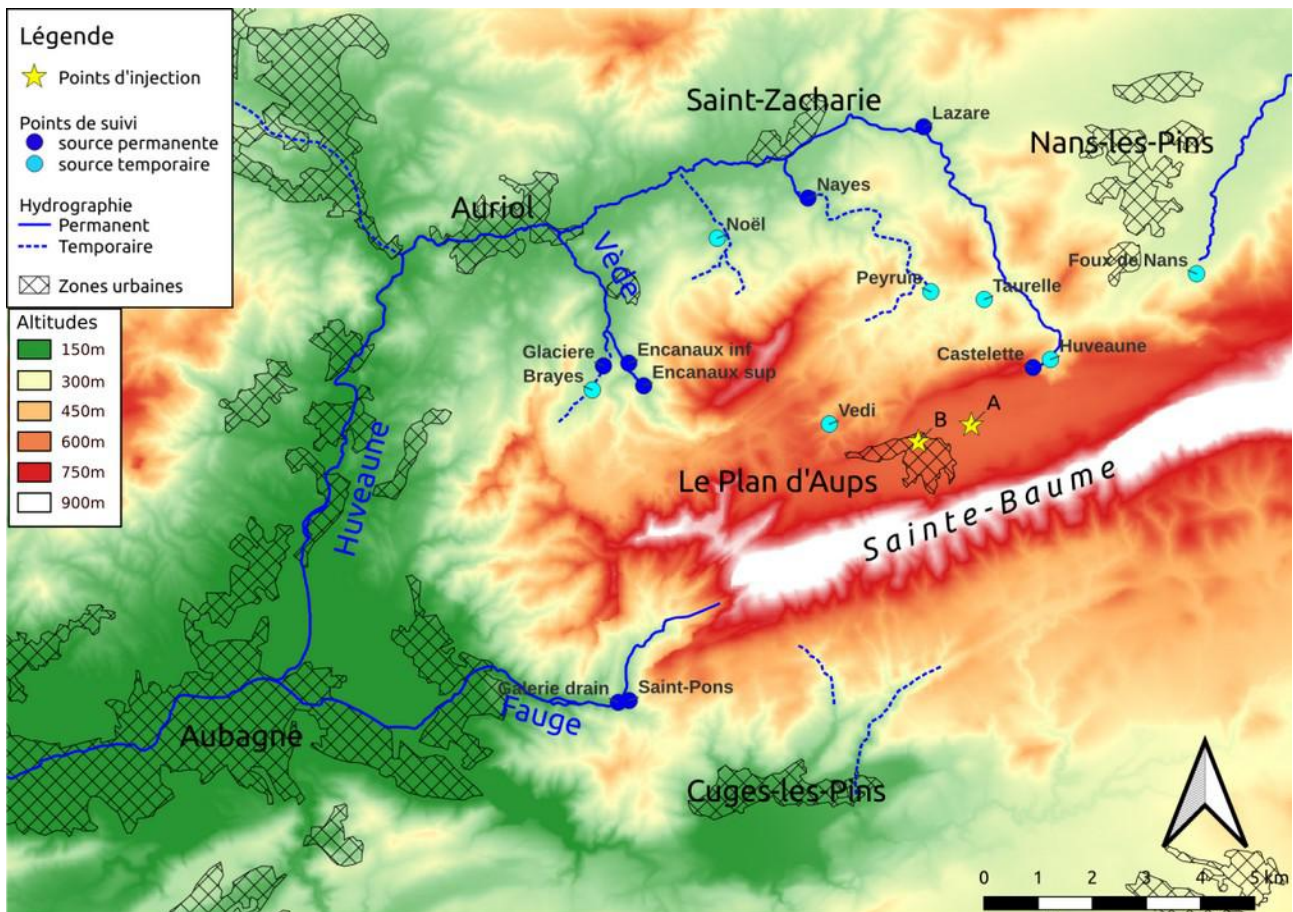 Légende
Points d'injection
Points de suivi
source permanente
source temporaire
Hydrographie
Permanent
Temporaire
Zones urbaines
Altitudes
150m
300m
450m
600m
750m
900m
Saint-Zacharie
Lazare
Nans-les-Pins
Nayes
Auriol
Noël
Vède
Foux de Nans
Peyruis
Taurelle
Glaciere
Brayes
Encanaux inf
Encanaux sup
Castelette
Huveaune
Vedi
B
A
Le Plan d'Aups
Sainte-Baume
Huveaune
Galerie drain
Saint-Pons
Fauge
Aubagne
Cuges-les-Pins
0 1 2 3 4 5 km